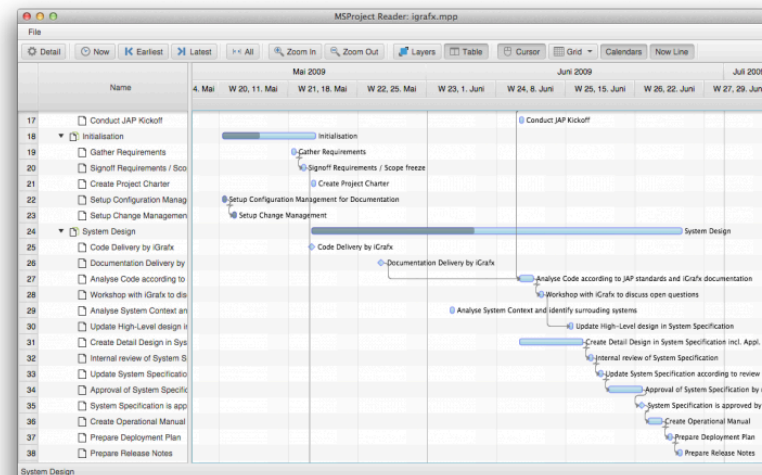 MSProject Reader: igrafx.mpp
File
Detail Now Earliest Latest All Zoom In Zoom Out Layers Table Cursor Grid Calendars Now Line
Mai 2009 Juni 2009 Juli 2009
Name 4. Mai W 20, 11. Mai W 21, 18. Mai W 22, 25. Mai W 23, 1. Juni W 24, 8. Juni W 25, 15. Juni W 26, 22. Juni W 27, 29. Juni
17 Conduct JAP Kickoff Conduct JAP Kickoff
18 Initialisation Initialisation
19 Gather Requirements Gather Requirements
20 Signoff Requirements / Sco Signoff Requirements / Scope freeze
21 Create Project Charter Create Project Charter
22 Setup Configuration Manag Setup Configuration Management for Documentation
23 Setup Change Managemen Setup Change Management
24 System Design System Design
25 Code Delivery by iGrafx Code Delivery by iGrafx
26 Documentation Delivery by Documentation Delivery by iGrafx
27 Analyse Code according to Analyse Code according to JAP standards and iGrafx documentation
28 Workshop with iGrafx to dis Workshop with iGrafx to discuss open questions
29 Analyse System Context an Analyse System Context and identify surrouding systems
30 Update High-Level design i Update High-Level design in System Specification
31 Create Detail Design in Sys Create Detail Design in System Specification incl. Appl.
32 Internal review of System S Internal review of System Specification
33 Update System Specificatio Update System Specification according to review
34 Approval of System Specific Approval of System Specification by
35 System Specification is app System Specification is approved by
36 Create Operational Manual Create Operational Manual
37 Prepare Deployment Plan Prepare Deployment Plan
38 Prepare Release Notes Prepare Release Notes
System Design